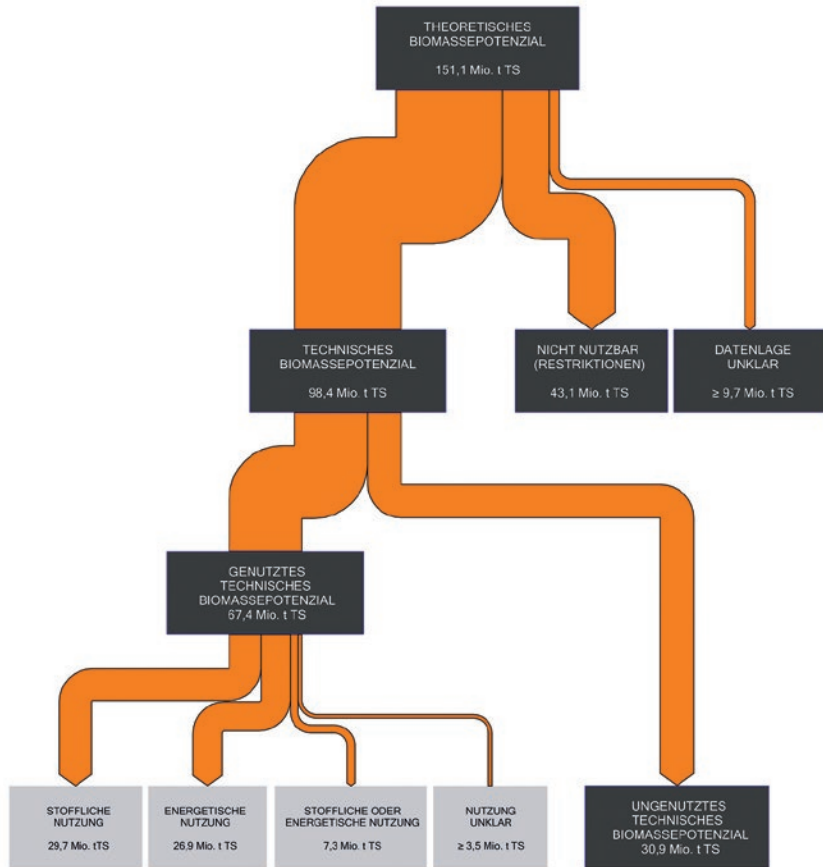 THEORETISCHES
BIOMASSEPOTENZIAL
151,1 Mio. t TS
TECHNISCHES
BIOMASSEPOTENZIAL
98,4 Mio. t TS
NICHT NUTZBAR
(RESTRIKTIONEN)
43,1 Mio. t TS
DATENLAGE
UNKLAR
≥ 9,7 Mio. t TS
GENUTZTES
TECHNISCHES
BIOMASSEPOTENZIAL
67,4 Mio. t TS
STOFFLICHE
NUTZUNG
29,7 Mio. tTS
ENERGETISCHE
NUTZUNG
26,9 Mio. t TS
STOFFLICHE ODER
ENERGETISCHE NUTZUNG
7,3 Mio. tTS
NUTZUNG
UNKLAR
≥ 3,5 Mio. t TS
UNGENUTZTES
TECHNISCHES
BIOMASSEPOTENZIAL
30,9 Mio. t TS